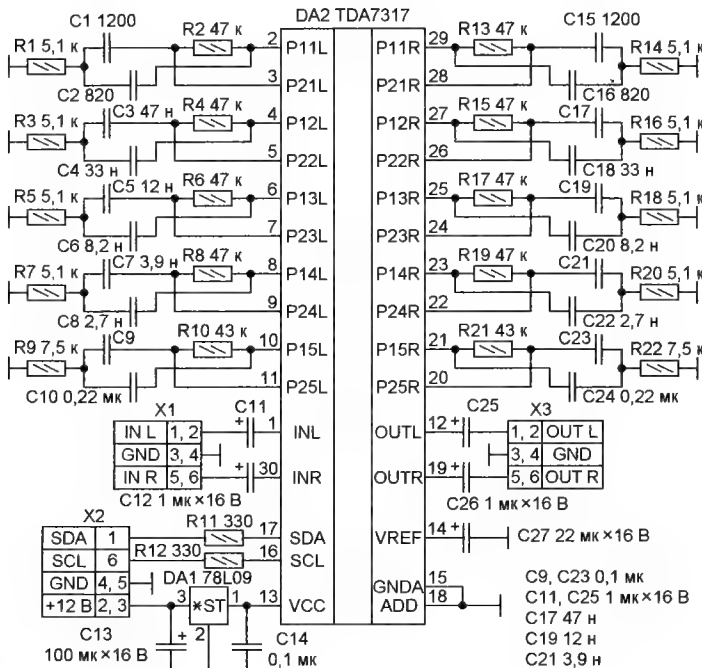 DA2 TDA7317
C1 1200
R2 47 к
2
P11L
P11R
29
R13 47 к
C15 1200
R1 5,1 к
R14 5,1 к
C2 820
3
P21L
P21R
28
C16 820
C3 47 н
R4 47 к
4
P12L
P12R
27
R15 47 к
C17
R3 5,1 к
R16 5,1 к
C4 33 н
5
P22L
P22R
26
C18 33 н
C5 12 н
R6 47 к
6
P13L
P13R
25
R17 47 к
C19
R5 5,1 к
R18 5,1 к
C6 8,2 н
7
P23L
P23R
24
C20 8,2 н
C7 3,9 н
R8 47 к
8
P14L
P14R
23
R19 47 к
C21
R7 5,1 к
R20 5,1 к
C8 2,7 н
9
P24L
P24R
22
C22 2,7 н
C9
R10 43 к
10
P15L
P15R
21
R21 43 к
C23
R9 7,5 к
R22 7,5 к
C10 0,22 мк
11
P25L
P25R
20
C24 0,22 мк
X1
C11
C25
X3
IN L 1, 2
+
1
INL
OUTL
12
+
1, 2 OUT L
GND 3, 4
3, 4 GND
IN R 5, 6
+
30
INR
OUTR
19
+
5, 6 OUT R
C12 1 мк×16 В
C26 1 мк×16 В
X2
R11 330
SDA 1
17
SDA
VREF
14
+
C27 22 мк×16 В
SCL 6
R12 330
16
SCL
GND 4, 5
DA1 78L09
GNDA
15
+12 В 2, 3
3
*ST
1
13
VCC
ADD
18
2
C13
+
100 мк×16 В
C14
0,1 мк
C9, C23 0,1 мк
C11, C25 1 мк×16 В
C17 47 н
C19 12 н
C21 3,9 н